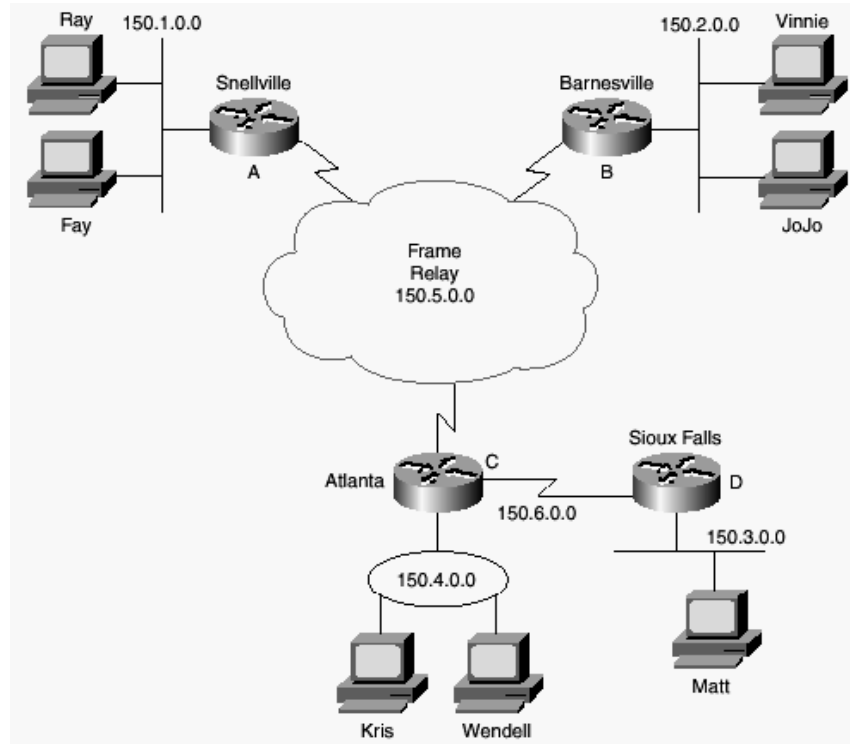 Ray
150.1.0.0
150.2.0.0
Vinnie
Snellville
Barnesville
A
B
Fay
JoJo
Frame
Relay
150.5.0.0
Sioux Falls
Atlanta
C
D
150.6.0.0
150.3.0.0
150.4.0.0
Matt
Kris
Wendell